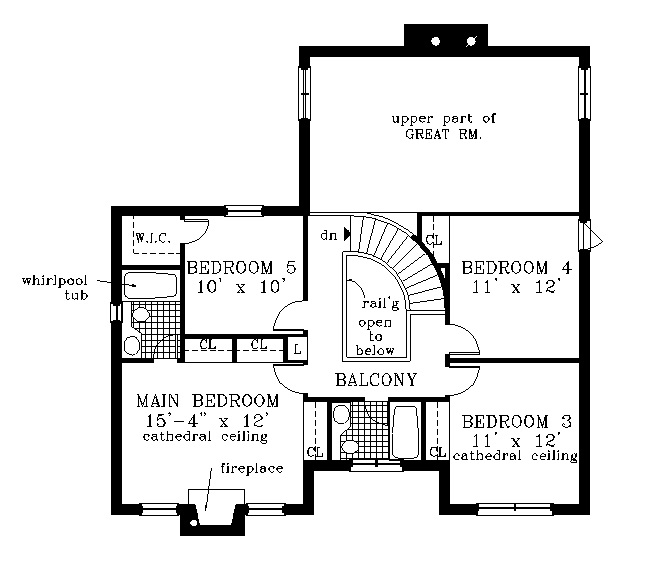 upper part of
GREAT RM.
W.I.C.
dn
CL
whirlpool
tub
BEDROOM 5
10' x 10'
BEDROOM 4
11' x 12'
rail'g
open
to
below
CL
CL
L
BALCONY
MAIN BEDROOM
15'-4" x 12'
cathedral ceiling
fireplace
CL
CL
BEDROOM 3
11' x 12'
cathedral ceiling